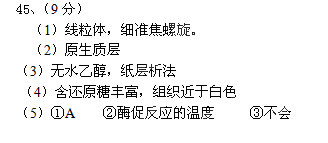 45、（9分）
（1）线粒体，细准焦螺旋。
（2）原生质层
（3）无水乙醇，纸层析法
（4）含还原糖丰富，组织近于白色
（5）①A ②酶促反应的温度 ③不会